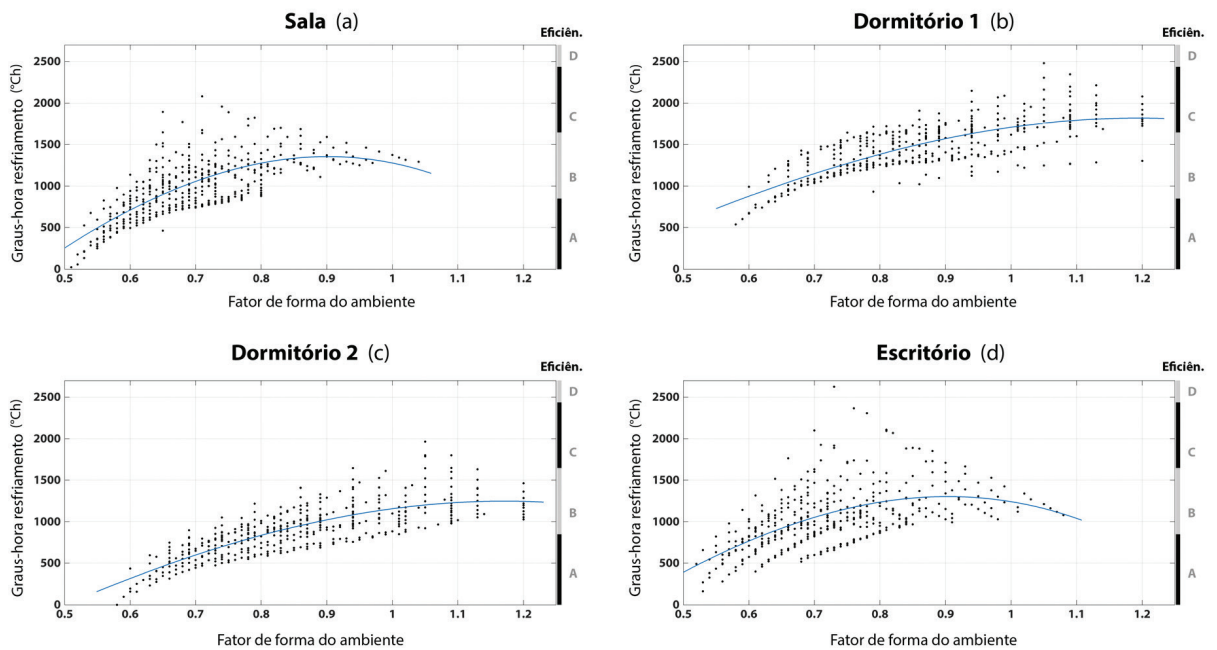 Sala (a)
Eficiên.
Graus-hora resfriamento (°Ch)
2500
2000
1500
1000
500
0
D
C
B
A
0.5 0.6 0.7 0.8 0.9 1 1.1 1.2
Fator de forma do ambiente
Dormitório 1 (b)
Eficiên.
Graus-hora resfriamento (°Ch)
2500
2000
1500
1000
500
0
D
C
B
A
0.5 0.6 0.7 0.8 0.9 1 1.1 1.2
Fator de forma do ambiente
Dormitório 2 (c)
Eficiên.
Graus-hora resfriamento (°Ch)
2500
2000
1500
1000
500
0
D
C
B
A
0.5 0.6 0.7 0.8 0.9 1 1.1 1.2
Fator de forma do ambiente
Escritório (d)
Eficiên.
Graus-hora resfriamento (°Ch)
2500
2000
1500
1000
500
0
D
C
B
A
0.5 0.6 0.7 0.8 0.9 1 1.1 1.2
Fator de forma do ambiente